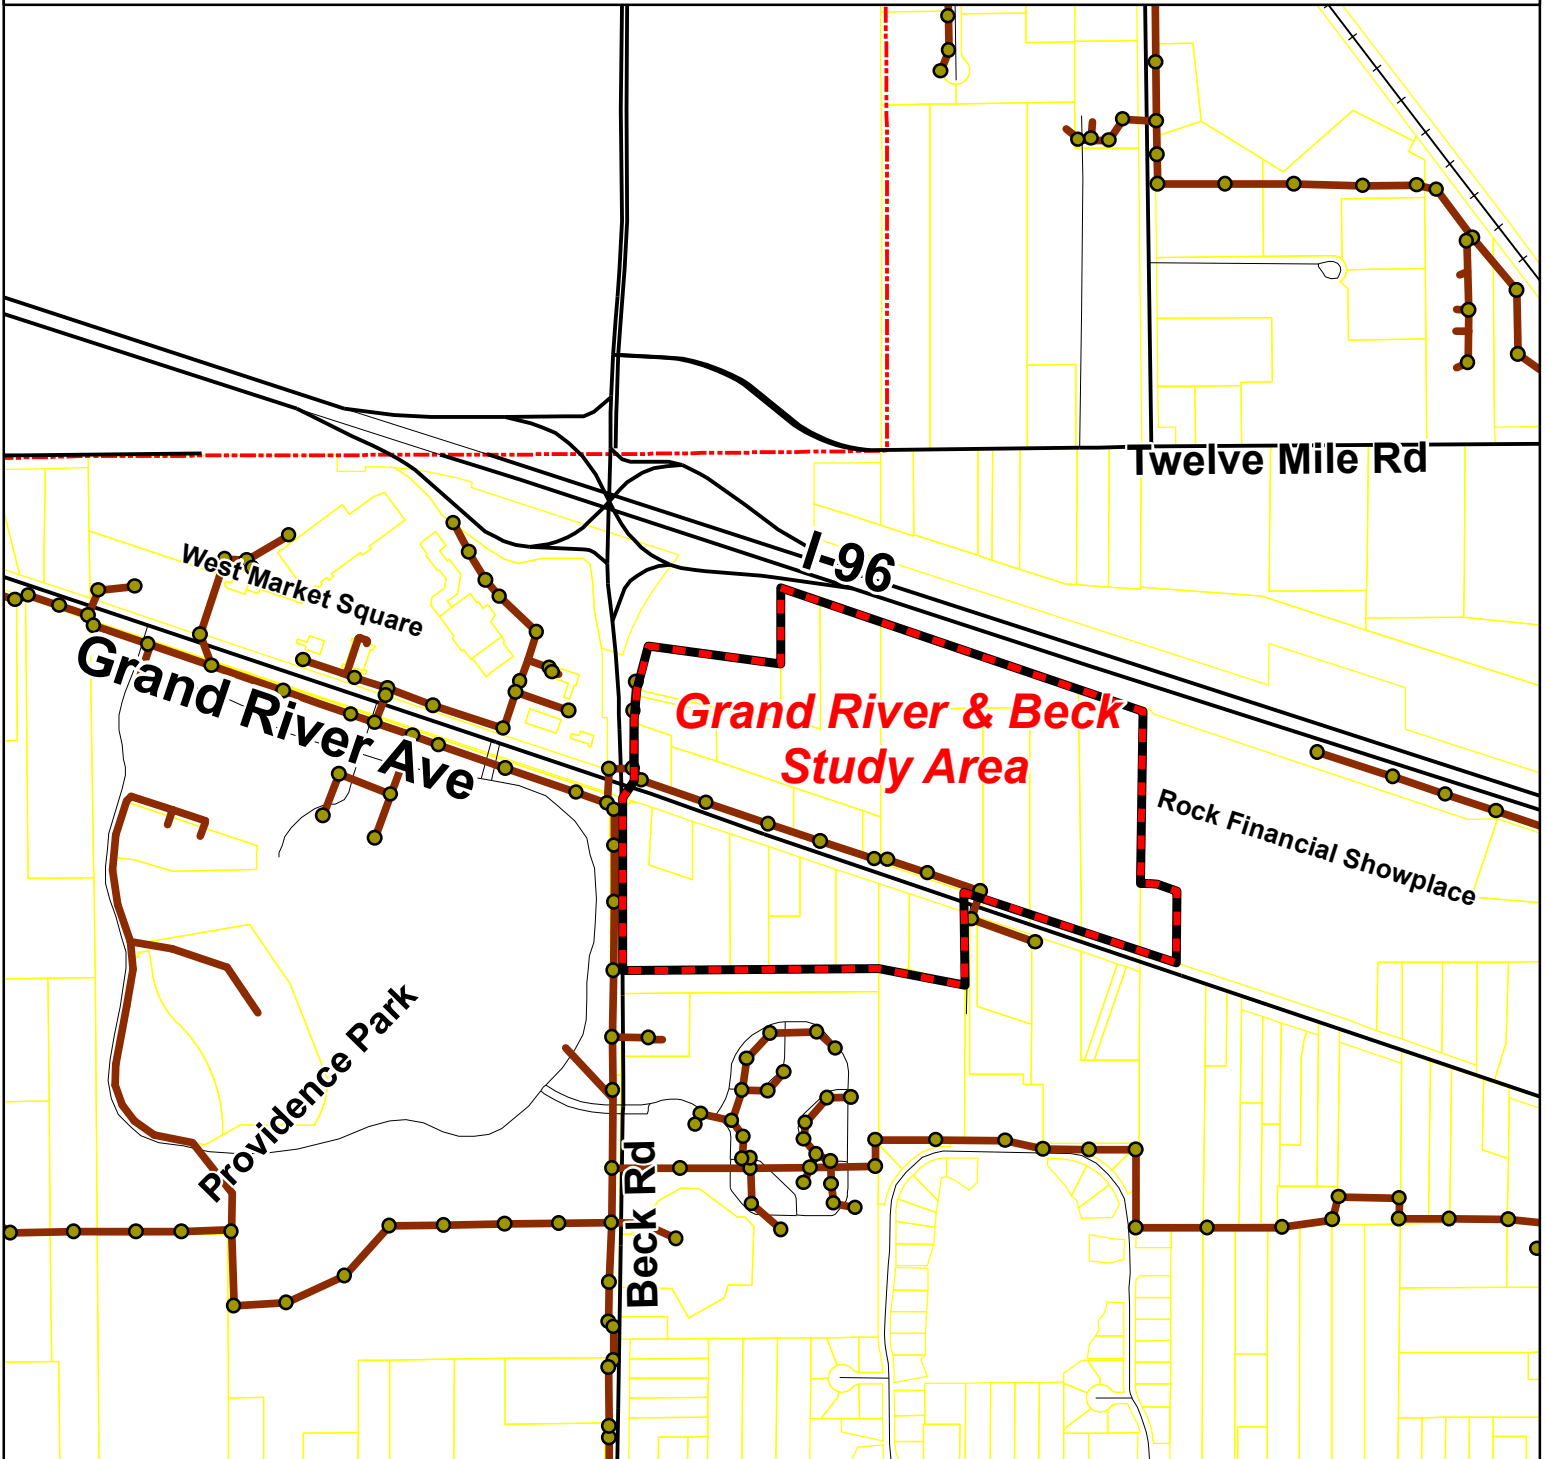 Twelve Mile Rd
I-96
West Market Square
Grand River Ave
Grand River & Beck
Study Area
Rock Financial Showplace
Providence Park
Beck Rd